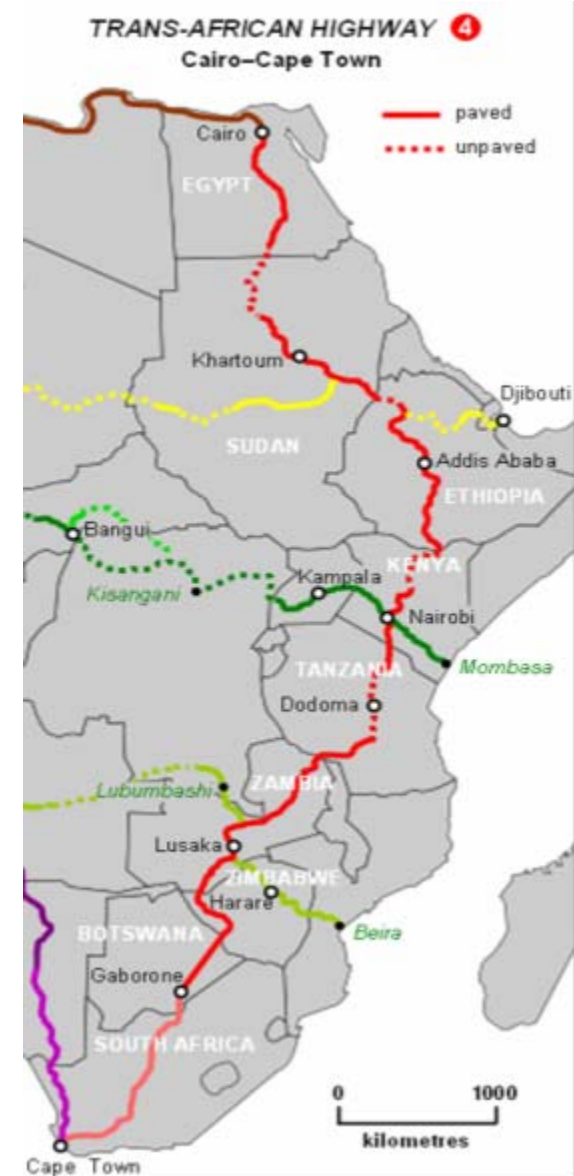 TRANS-AFRICAN HIGHWAY 4
Cairo–Cape Town
paved
unpaved
Cairo
EGYPT
Khartoum
Djibouti
SUDAN
Addis Ababa
ETHIOPIA
Bangui
KENYA
Kampala
Kisangani
Nairobi
TANZANIA
Mombasa
Dodoma
ZAMBIA
Lubumbashi
Lusaka
ZIMBABWE
Harare
BOTSWANA
Beira
Gaborone
SOUTH AFRICA
0 1000
kilometres
Cape Town